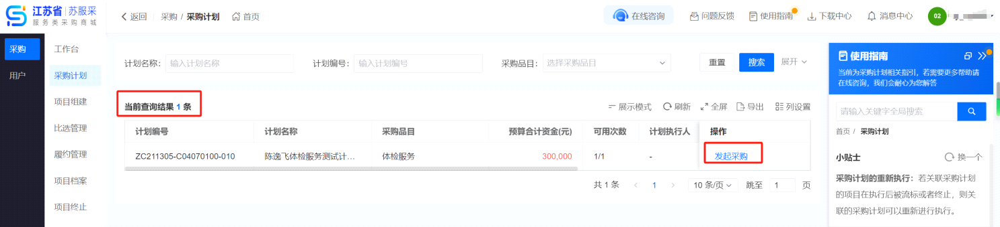 江苏省 苏服采
服务类采购商城
返回 采购 / 采购计划 首页
在线咨询 问题反馈 使用指南 下载中心 消息中心 02
采购
用户
工作台
采购计划
项目组建
比选管理
履约管理
项目档案
项目终止
计划名称: 输入计划名称 计划编号: 输入计划编号 采购品目: 选择采购品目 重置 搜索 展开
当前查询结果 1 条
展示模式 刷新 全屏 导出 列设置
计划编号 计划名称 采购品目 预算合计资金(元) 可用次数 计划执行人 操作
ZC211305-C04070100-010 陈逸飞体检服务测试计... 体检服务 300,000 1/1 - 发起采购
共 1 条 1 10 条/页 跳至 1 页
使用指南
当前为采购计划相关指引，若需要更多帮助请
在线咨询，我们会耐心为您解答
请输入关键字全局搜索
首页 / 采购计划
小贴士 换一个
采购计划的重新执行：若关联采购计划
的项目在执行后被流标或者终止，则关
联的采购计划可以重新进行执行。